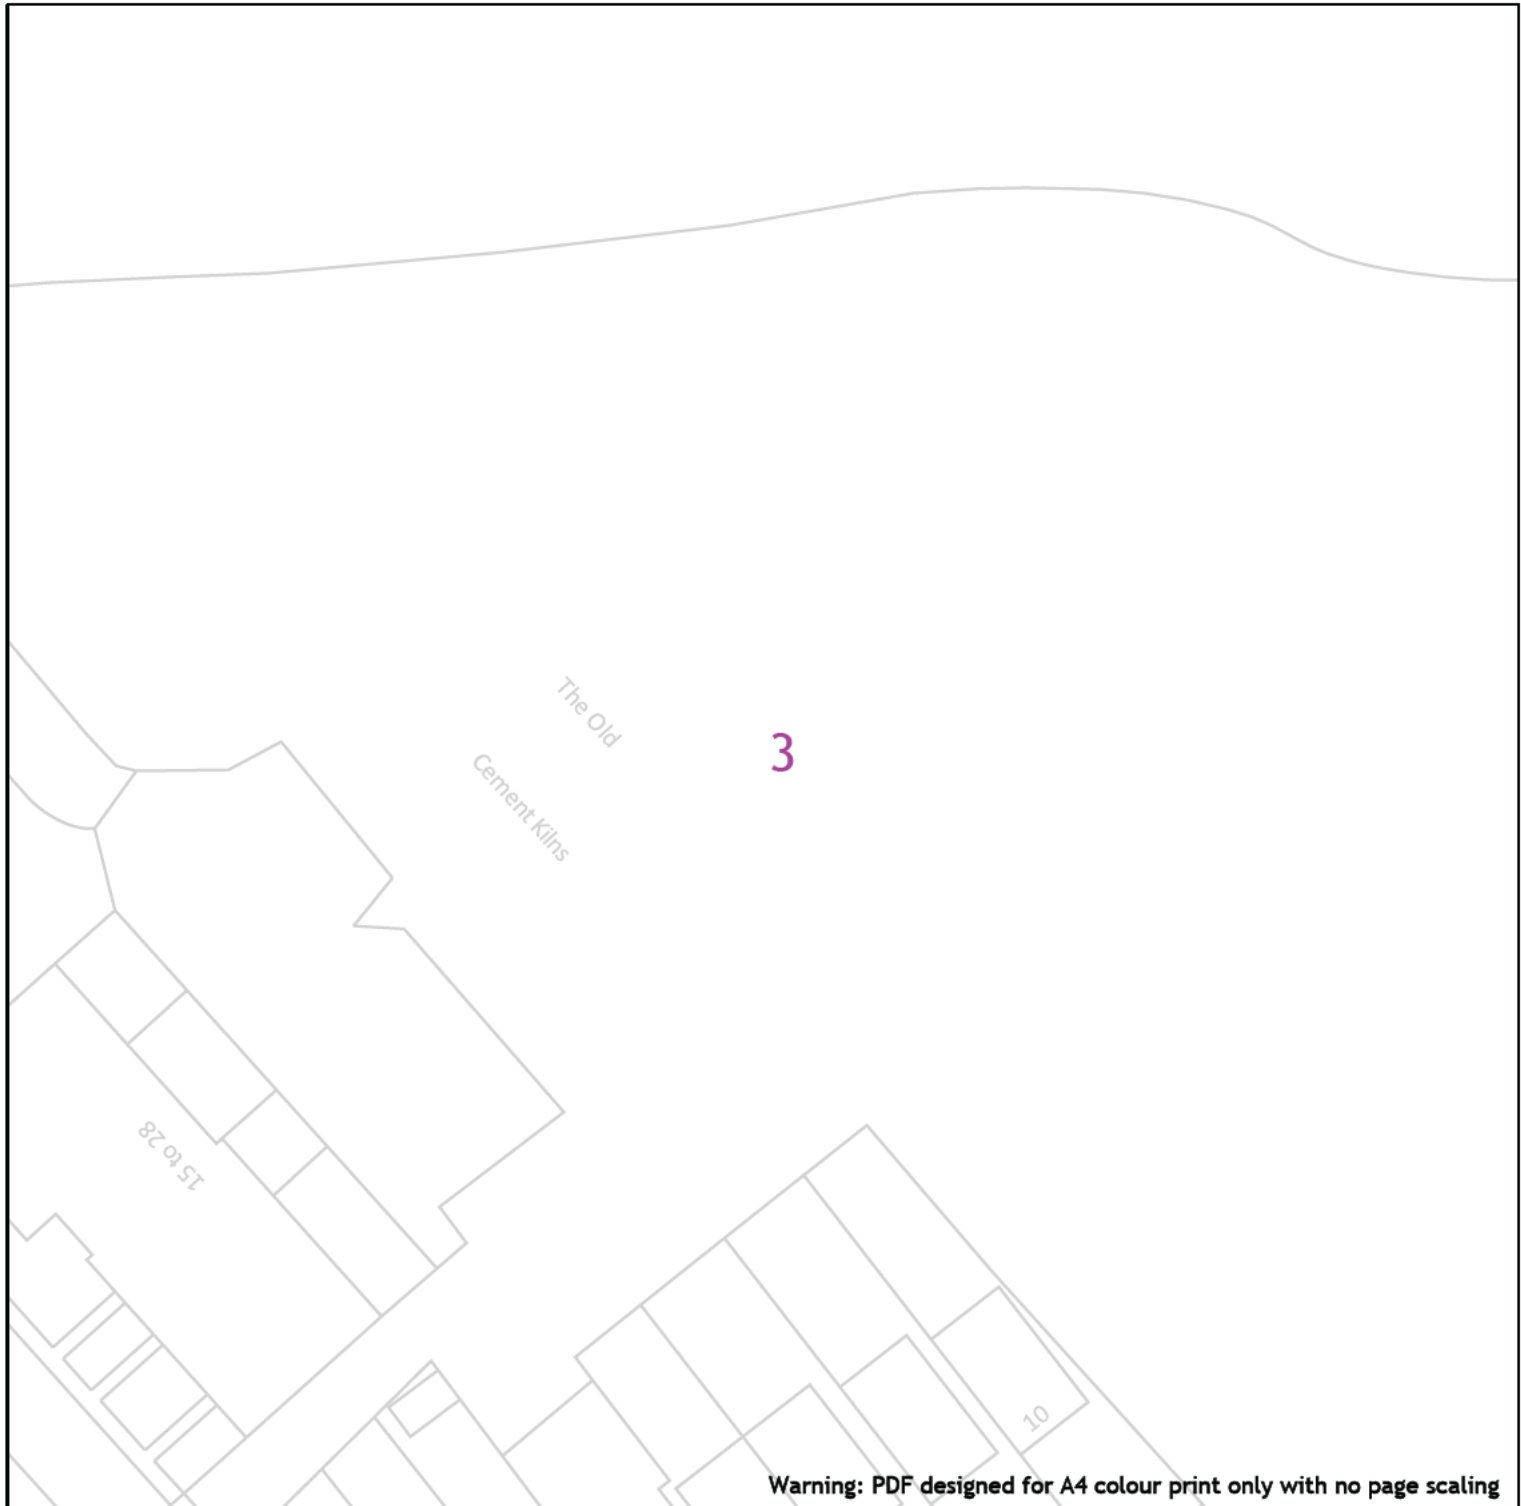 The Old
Cement Kilns
3
15 to 28
10
Warning: PDF designed for A4 colour print only with no page scaling